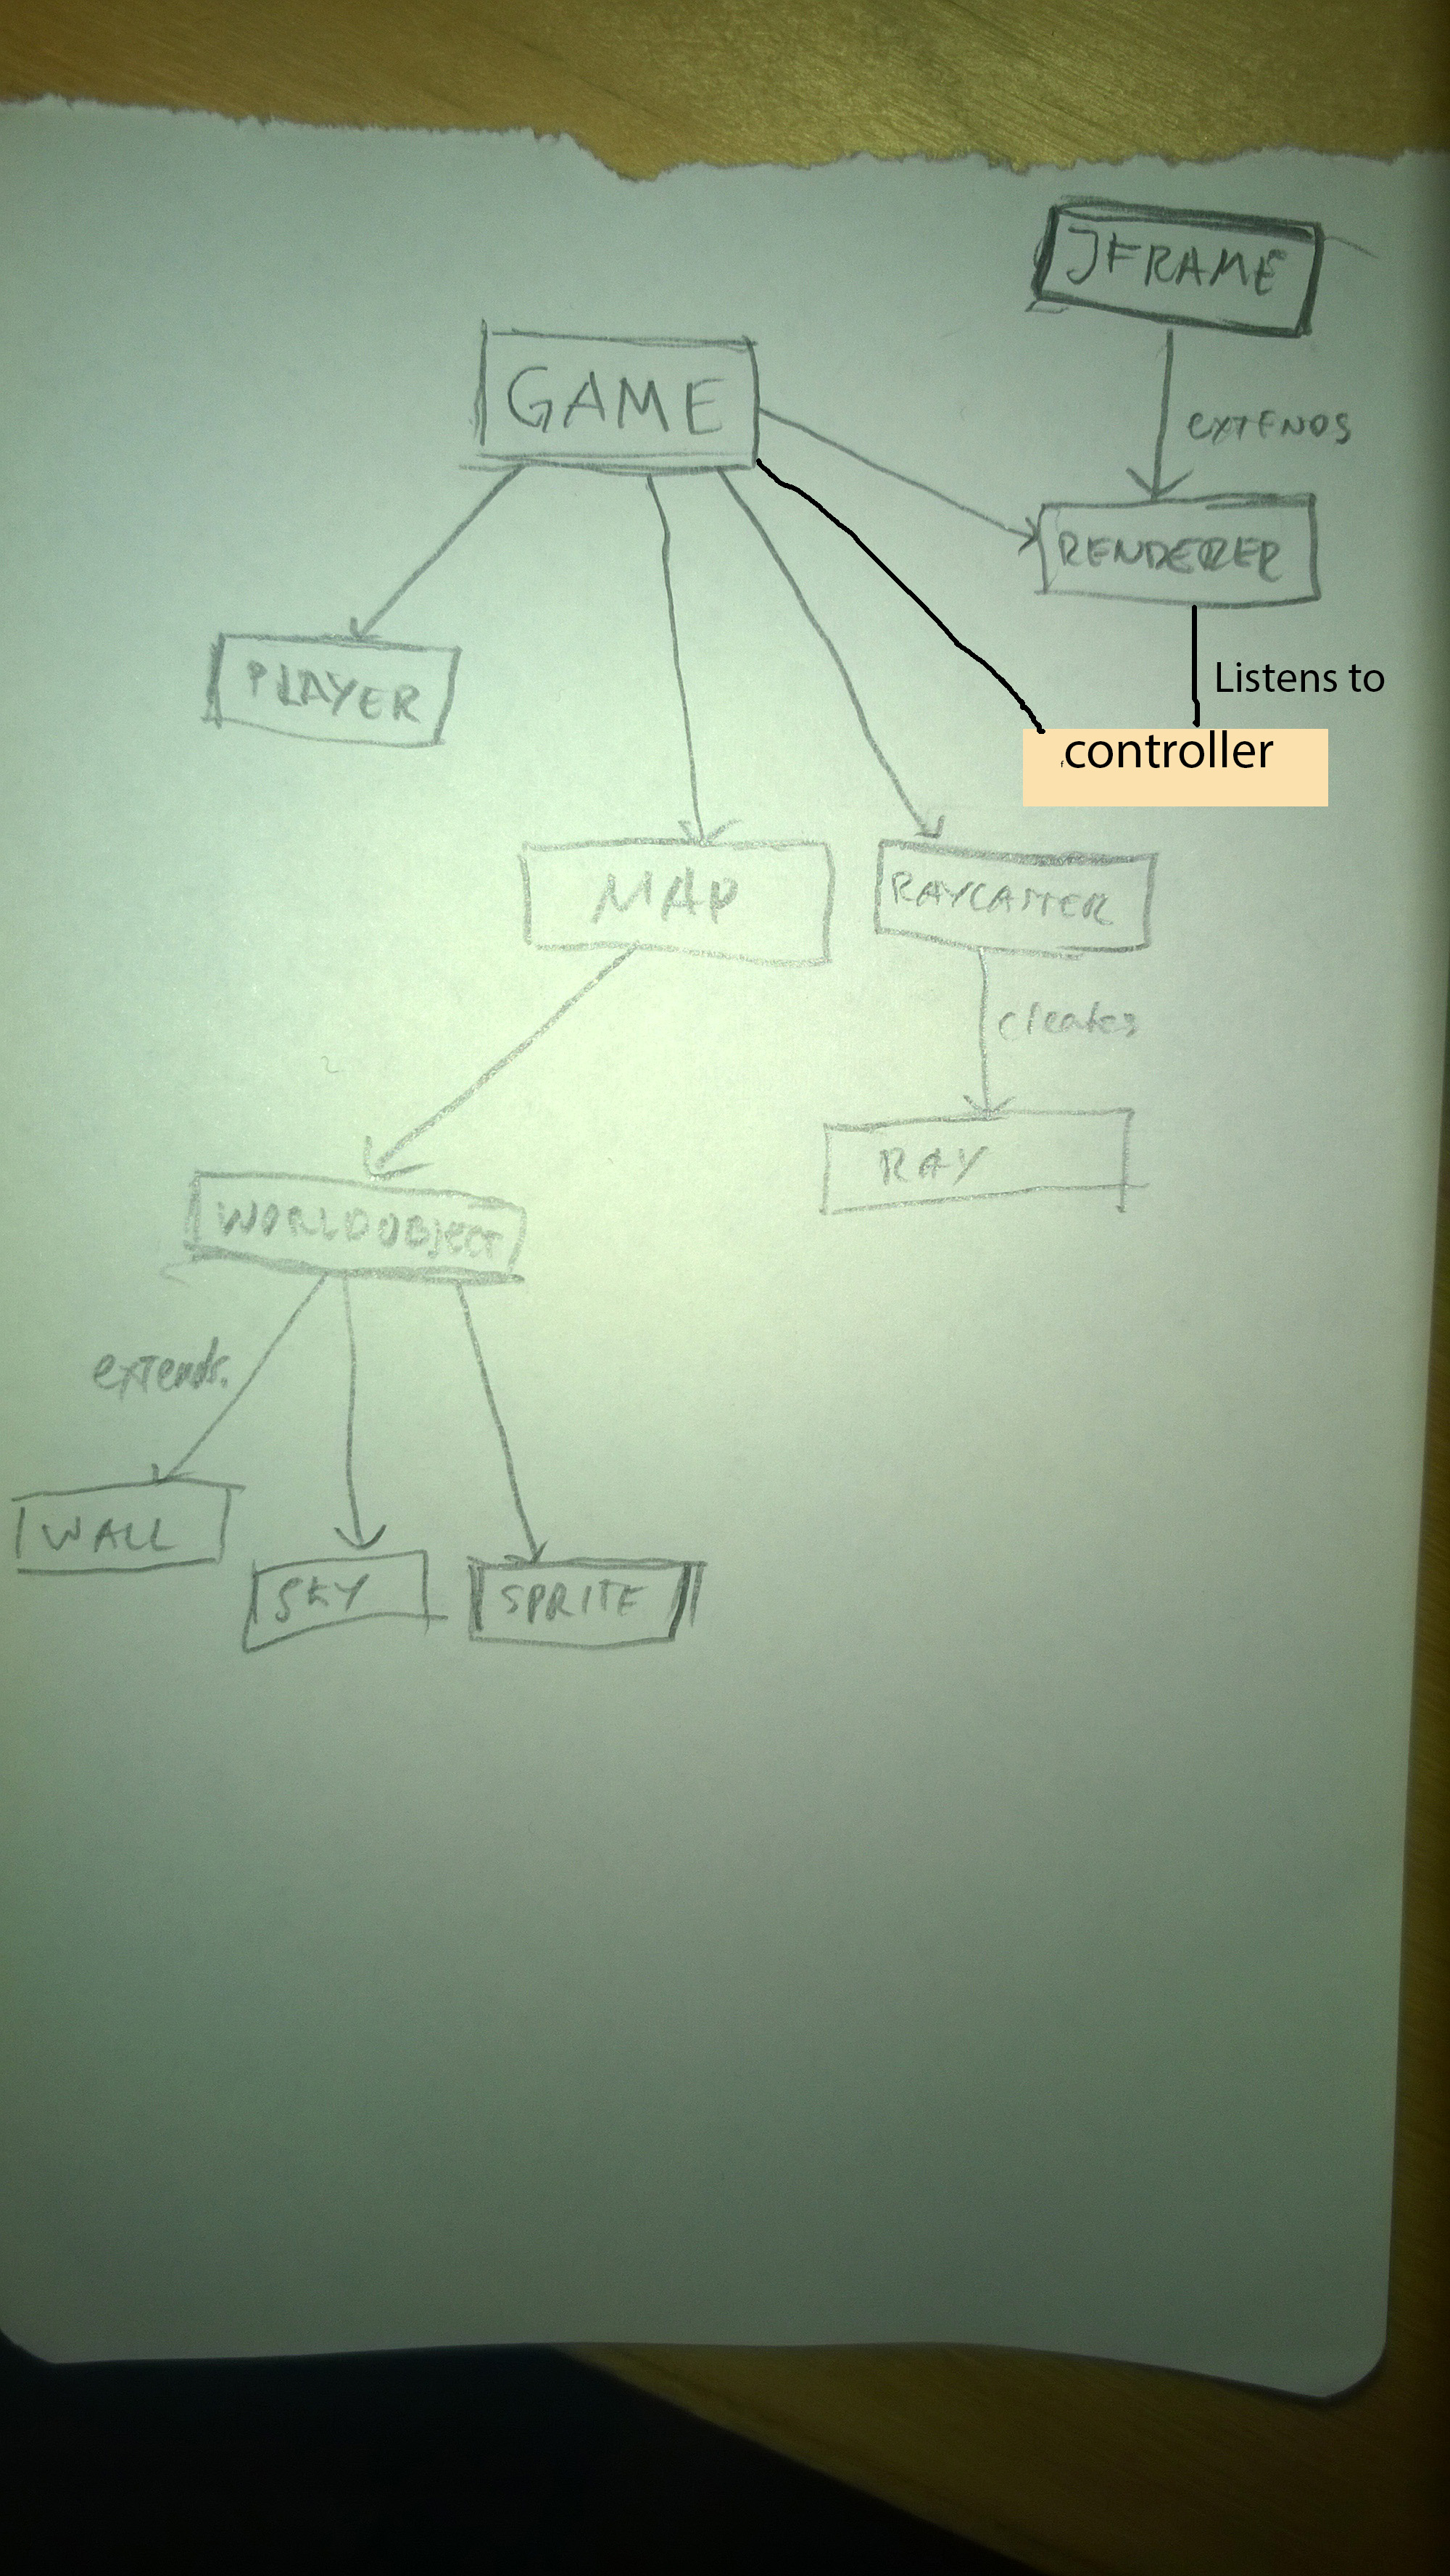 JFRAME
GAME
EXTENDS
RENDERER
PLAYER
Listens to
controller
MAP
RAYCASTER
creates
RAY
WORLDOBJECT
extends.
WALL
SKY
SPRITE